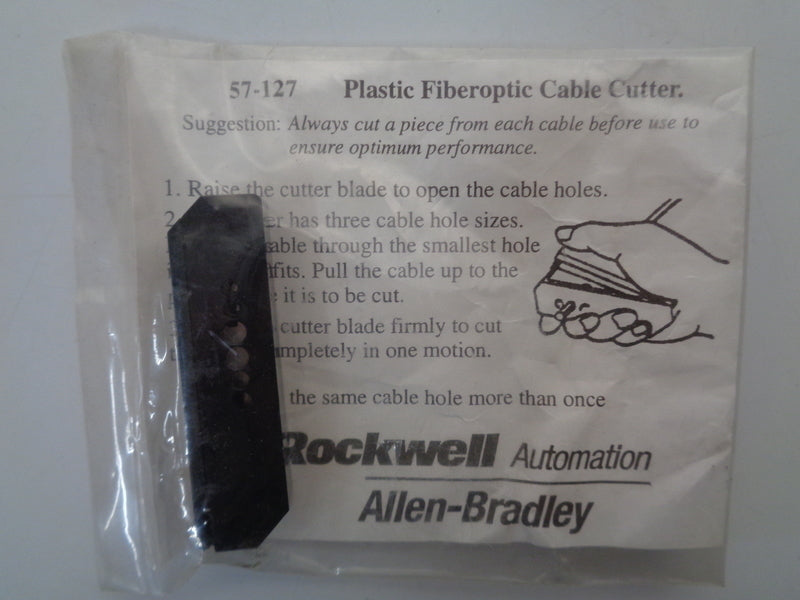 57-127 Plastic Fiberoptic Cable Cutter.
Suggestion: Always cut a piece from each cable before use to
ensure optimum performance.
1. Raise the cutter blade to open the cable holes.
2. has three cable hole sizes.
through the smallest hole
fits. Pull the cable up to the
it is to be cut.
cutter blade firmly to cut
in one motion.
the same cable hole more than once
Rockwell Automation
Allen-Bradley